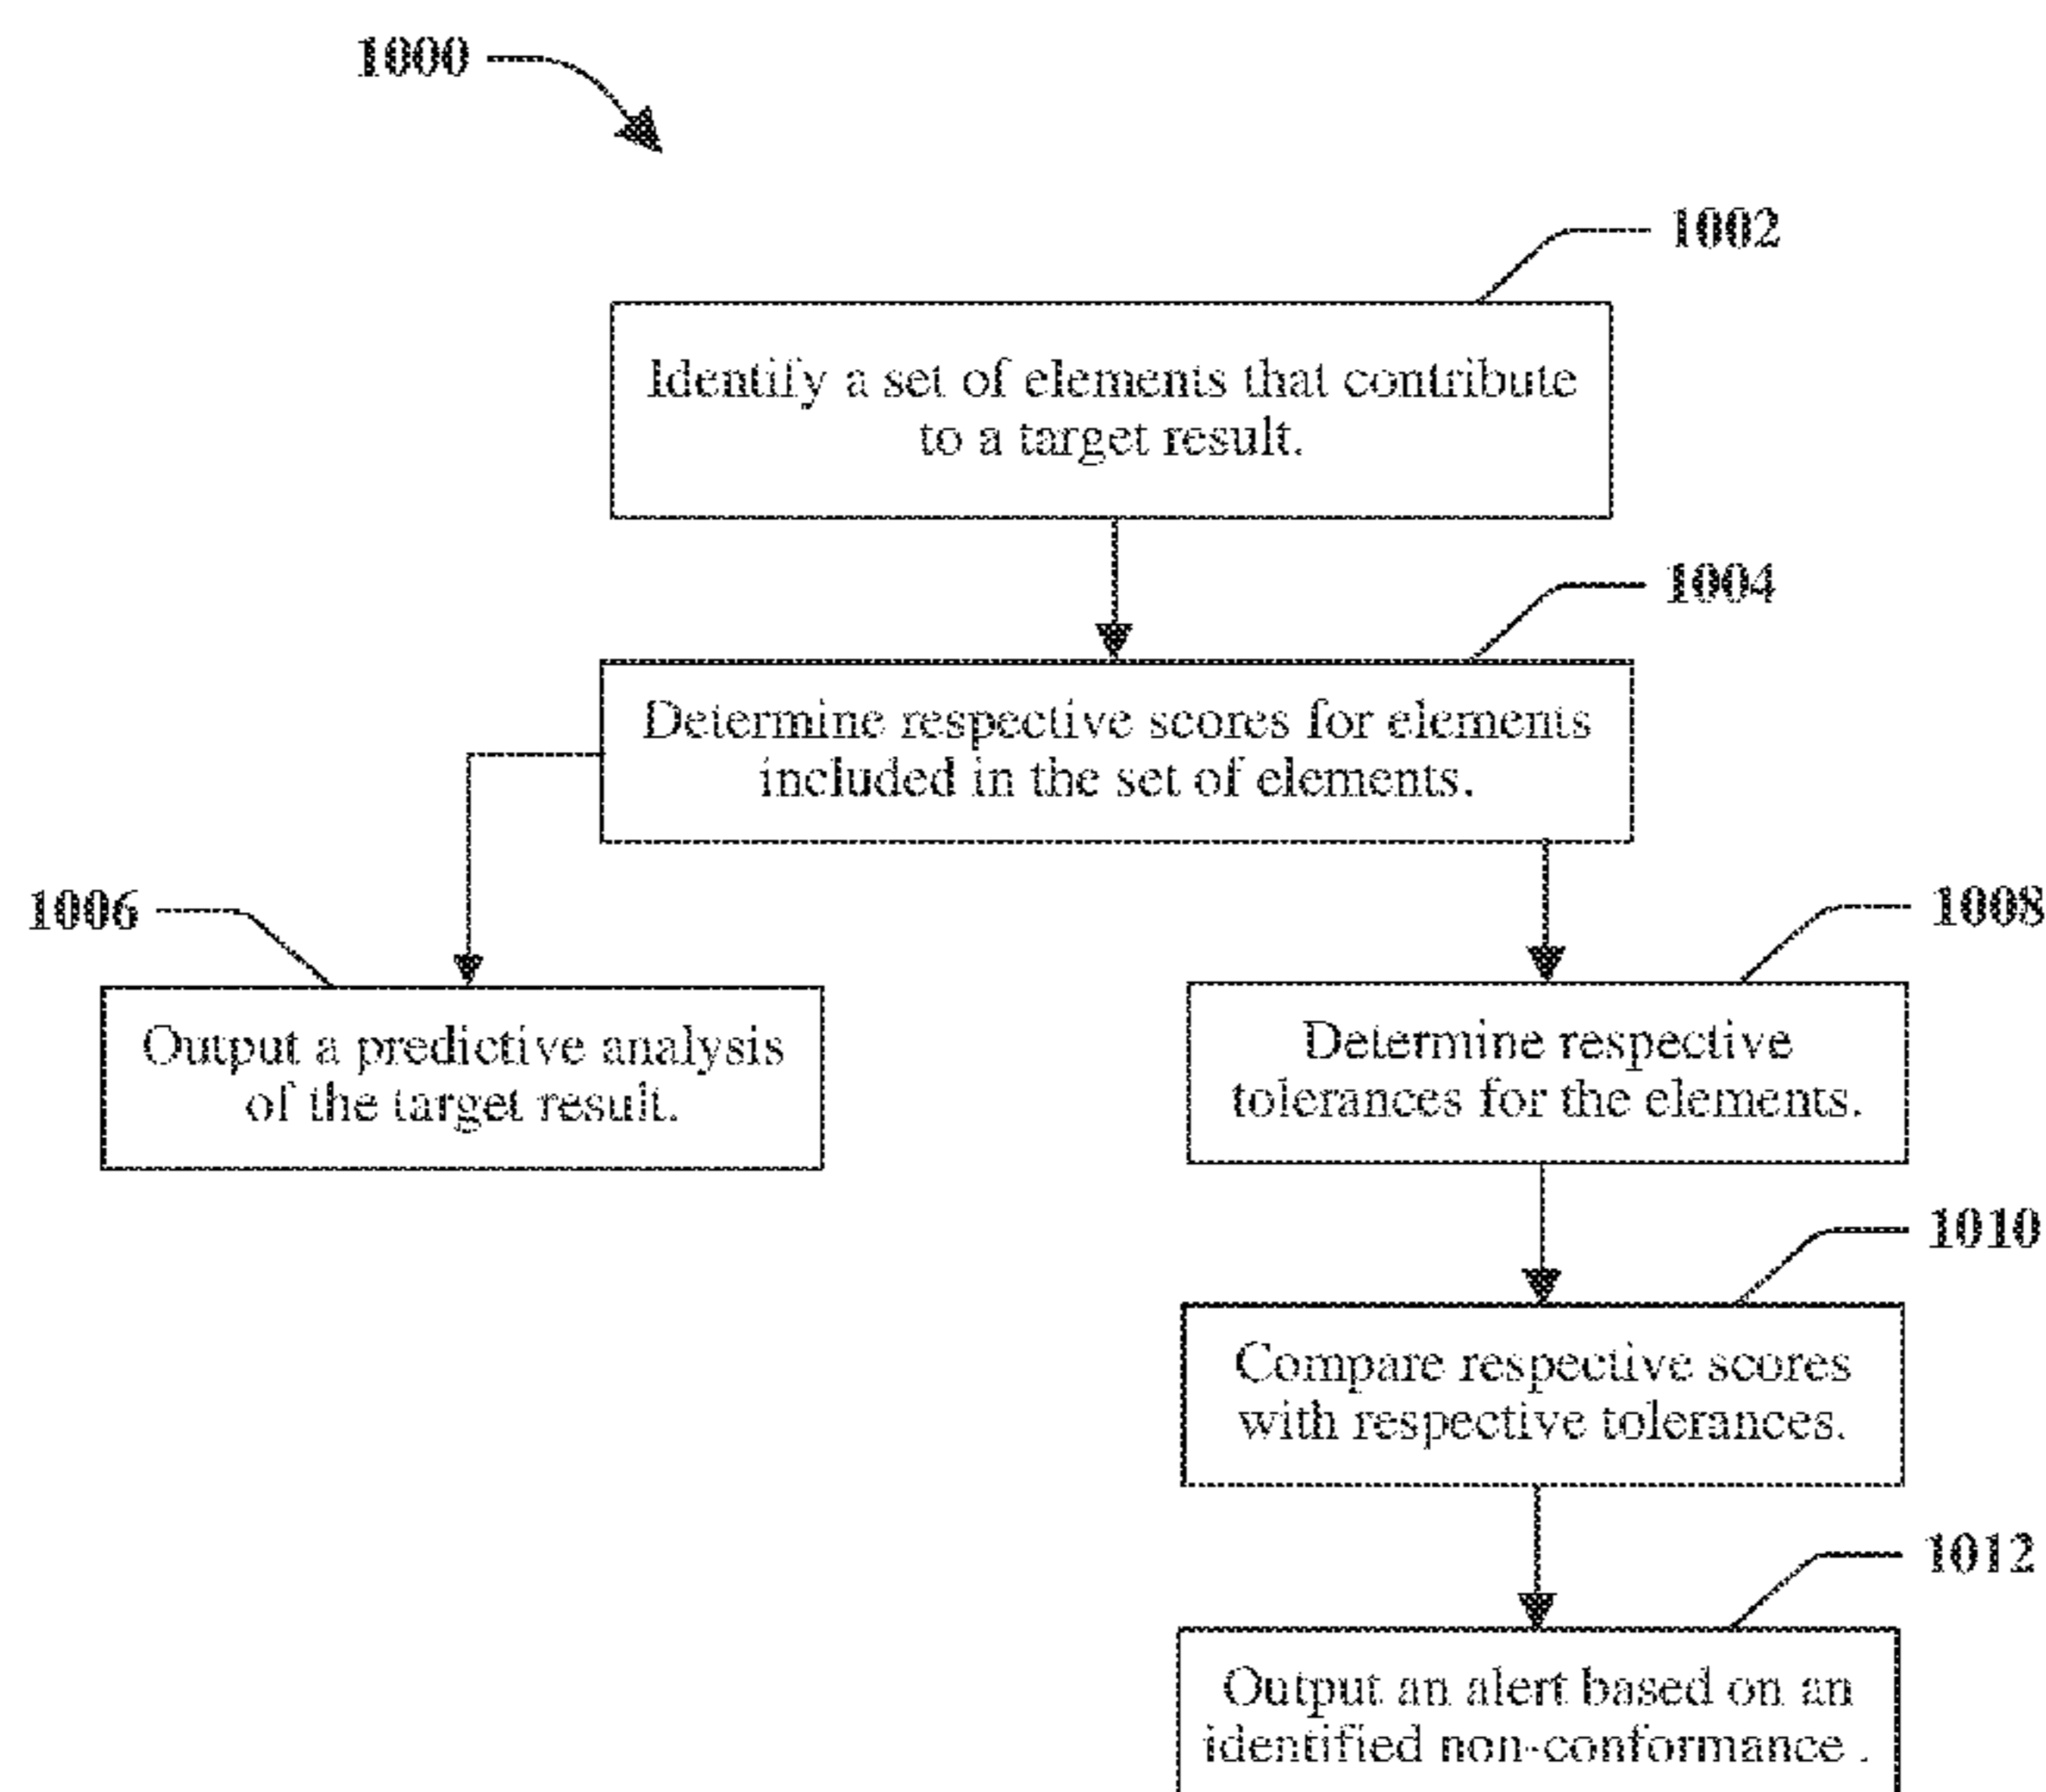 1000
1002
Identify a set of elements that contribute
to a target result.
1004
Determine respective scores for elements
included in the set of elements.
1006
Output a predictive analysis
of the target result.
1008
Determine respective
tolerances for the elements.
1010
Compare respective scores
with respective tolerances.
1012
Output an alert based on an
identified non-conformance .